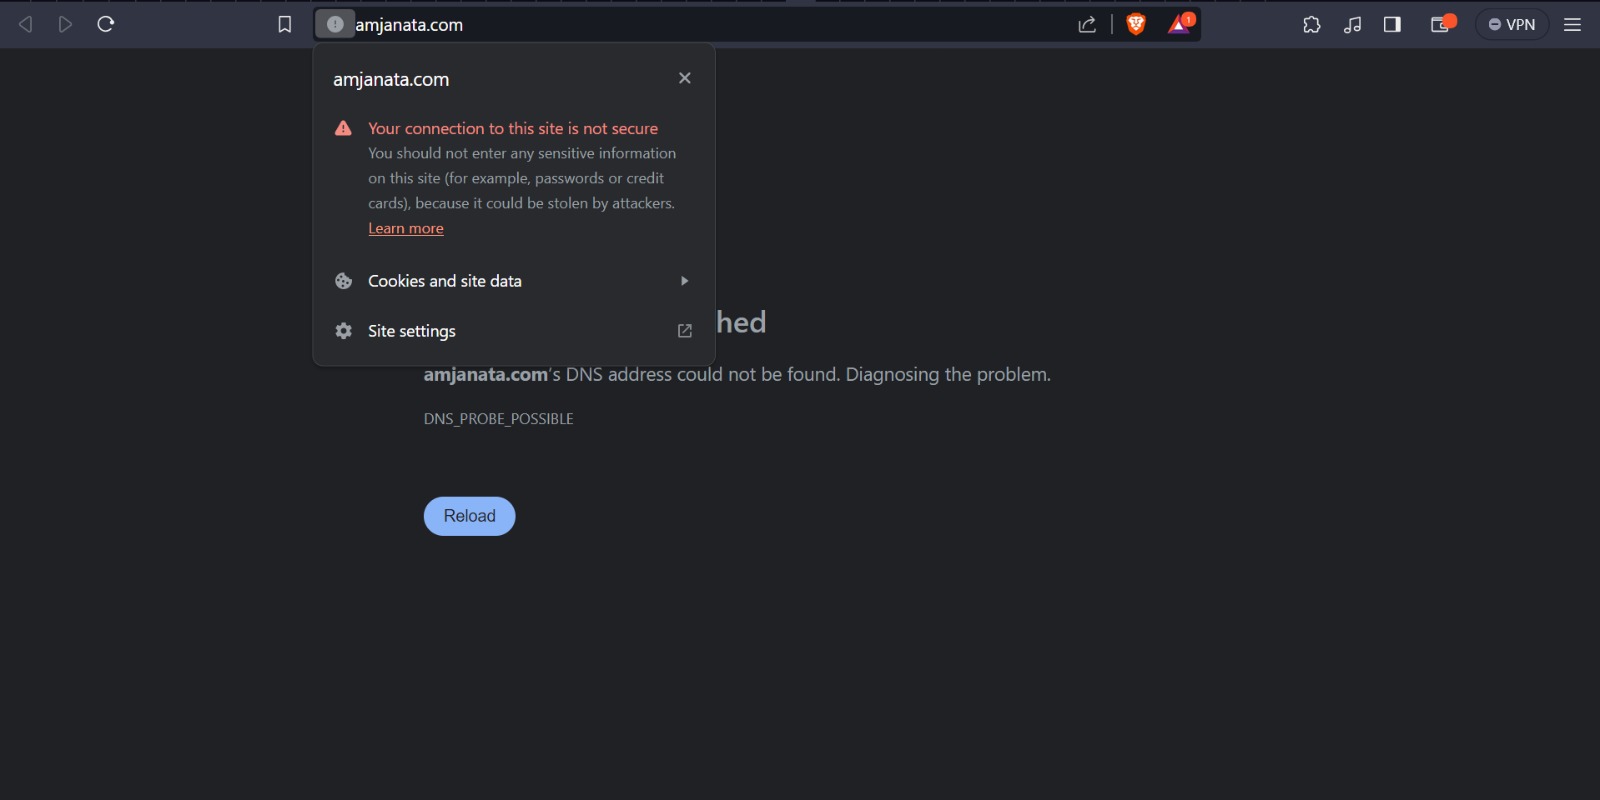 amjanata.com
1
VPN
amjanata.com
Your connection to this site is not secure
You should not enter any sensitive information
on this site (for example, passwords or credit
cards), because it could be stolen by attackers.
Learn more
Cookies and site data
Site settings
hed
amjanata.com's DNS address could not be found. Diagnosing the problem.
DNS_PROBE_POSSIBLE
Reload